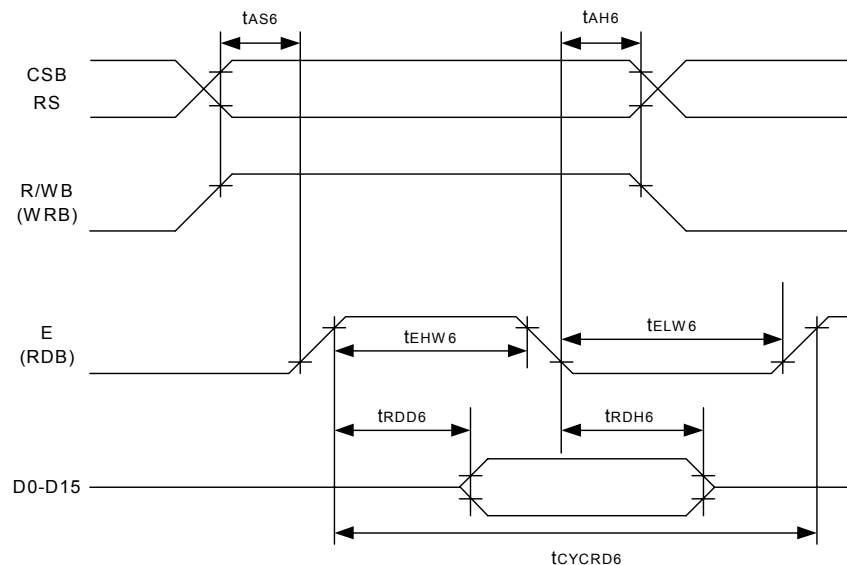 tAS6
tAH6
CSB
RS
R/WB
(WRB)
E
(RDB)
tEHW6
tELW6
tRDD6
tRDH6
D0-D15
tCYCRD6